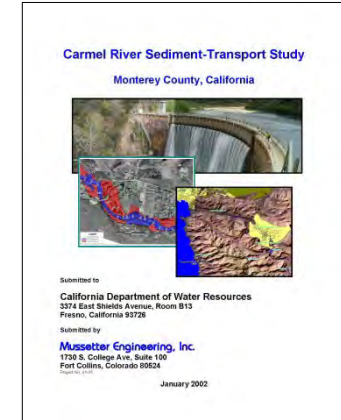 Carmel River Sediment-Transport Study
Monterey County, California
Submitted to
California Department of Water Resources
3374 East Shields Avenue, Room B13
Fresno, California 93726
Submitted by
Mussetter Engineering, Inc.
1730 S. College Ave, Suite 100
Fort Collins, Colorado 80524
January 2002